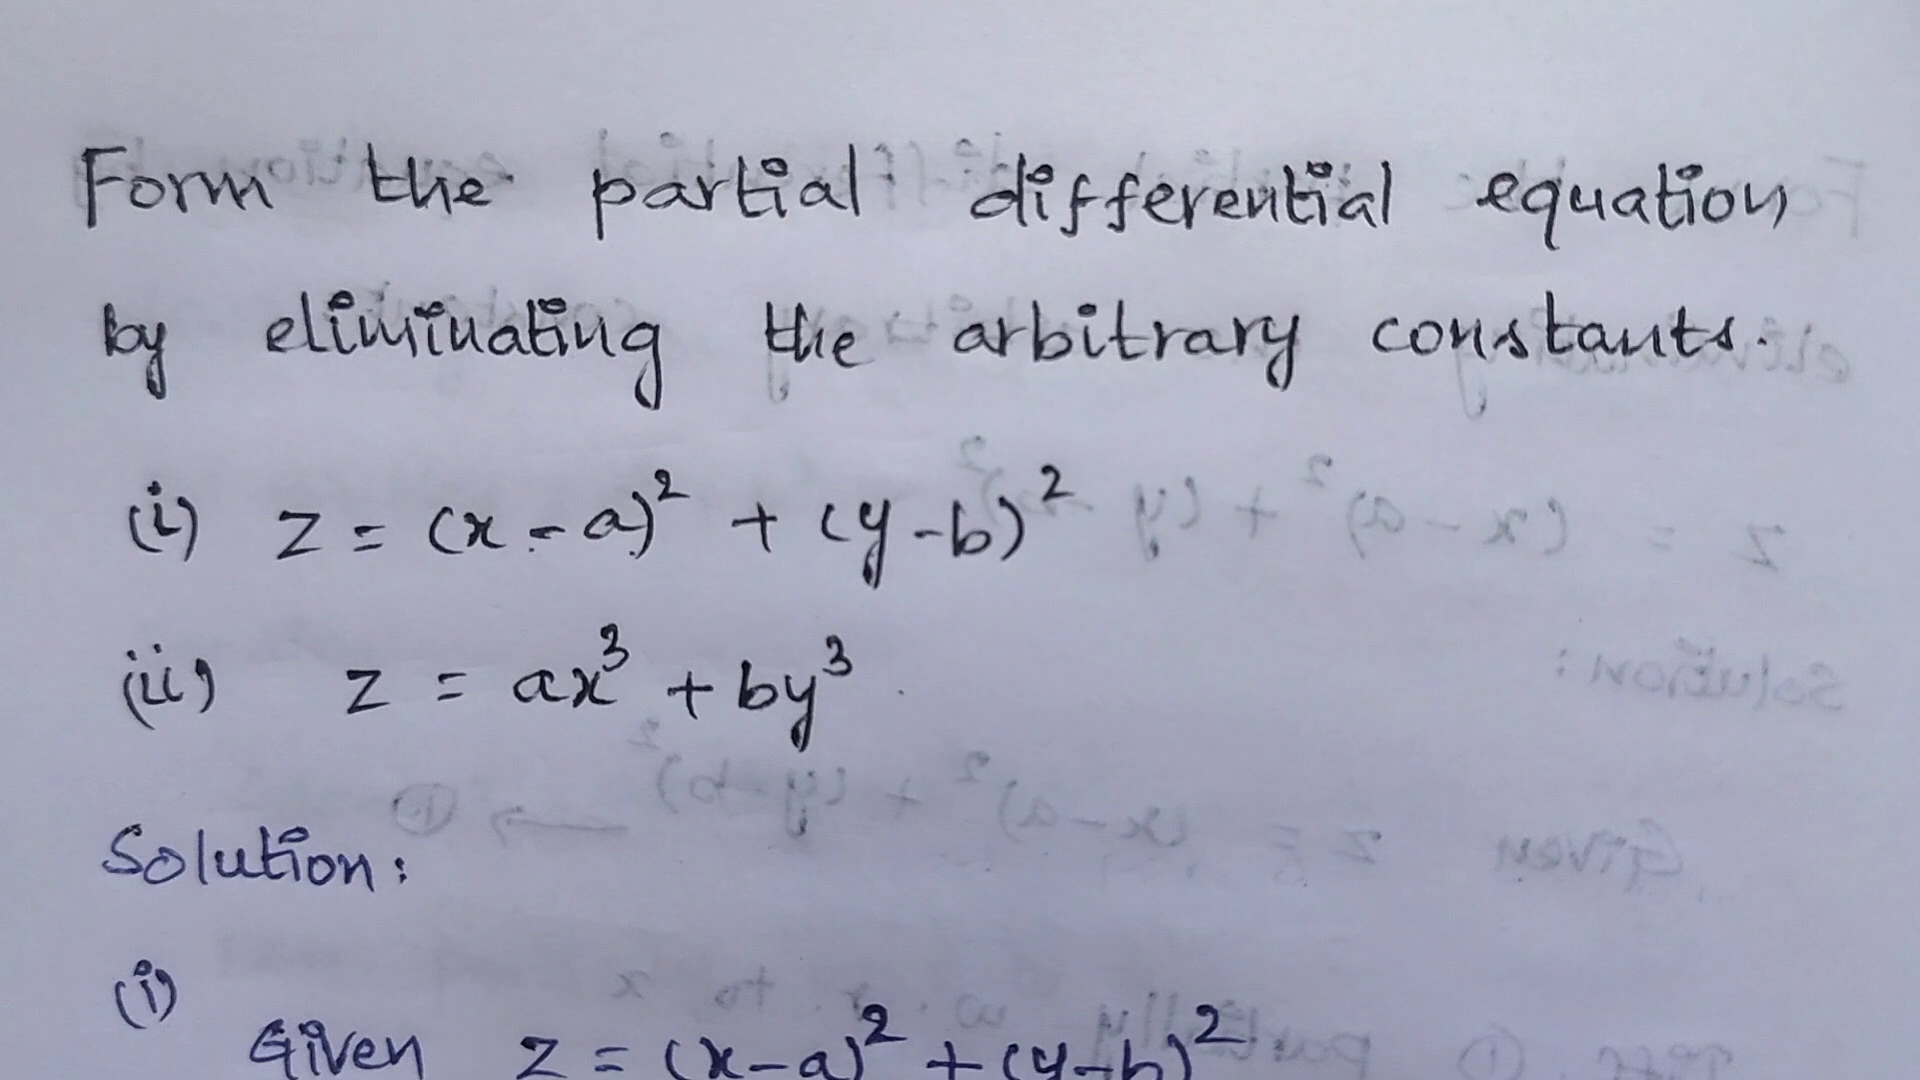 Form the partial differential equation
by eliminating the arbitrary constants.
(i) z = (x - a)² + (y - b)²
(ii) z = ax³ + by³.
Solution:
(i)
Given z = (x - a)² + (y - b)²